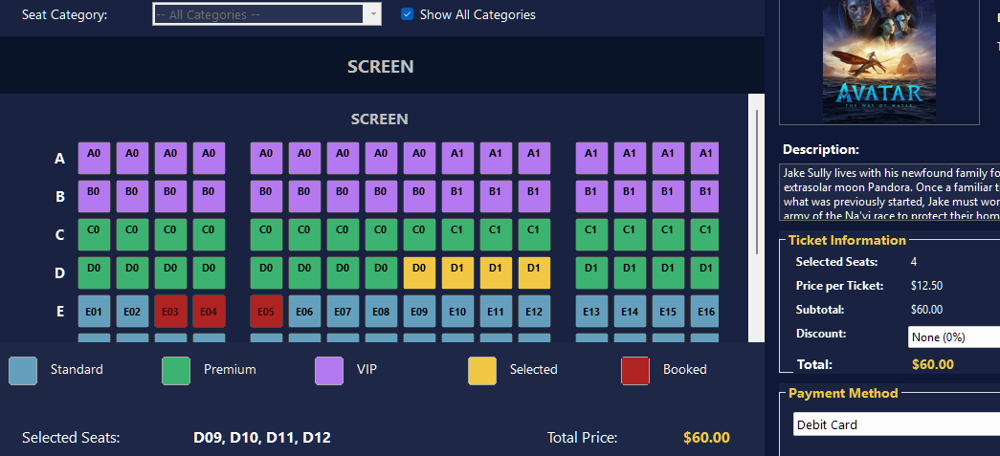 Seat Category:
-- All Categories --
Show All Categories
SCREEN
SCREEN
A A0 A0 A0 A0 A0 A0 A0 A0 A0 A1 A1 A1 A1 A1 A1 A1
B B0 B0 B0 B0 B0 B0 B0 B0 B0 B1 B1 B1 B1 B1 B1 B1
C C0 C0 C0 C0 C0 C0 C0 C0 C0 C1 C1 C1 C1 C1 C1 C1
D D0 D0 D0 D0 D0 D0 D0 D0 D0 D1 D1 D1 D1 D1 D1 D1
E E01 E02 E03 E04 E05 E06 E07 E08 E09 E10 E11 E12 E13 E14 E15 E16
Standard
Premium
VIP
Selected
Booked
Selected Seats: D09, D10, D11, D12
Total Price: $60.00
AVATAR
THE WAY OF WATER
Description:
Jake Sully lives with his newfound family fo
extrasolar moon Pandora. Once a familiar t
what was previously started, Jake must wor
army of the Na'vi race to protect their hom
Ticket Information
Selected Seats: 4
Price per Ticket: $12.50
Subtotal: $60.00
Discount: None (0%)
Total: $60.00
Payment Method
Debit Card